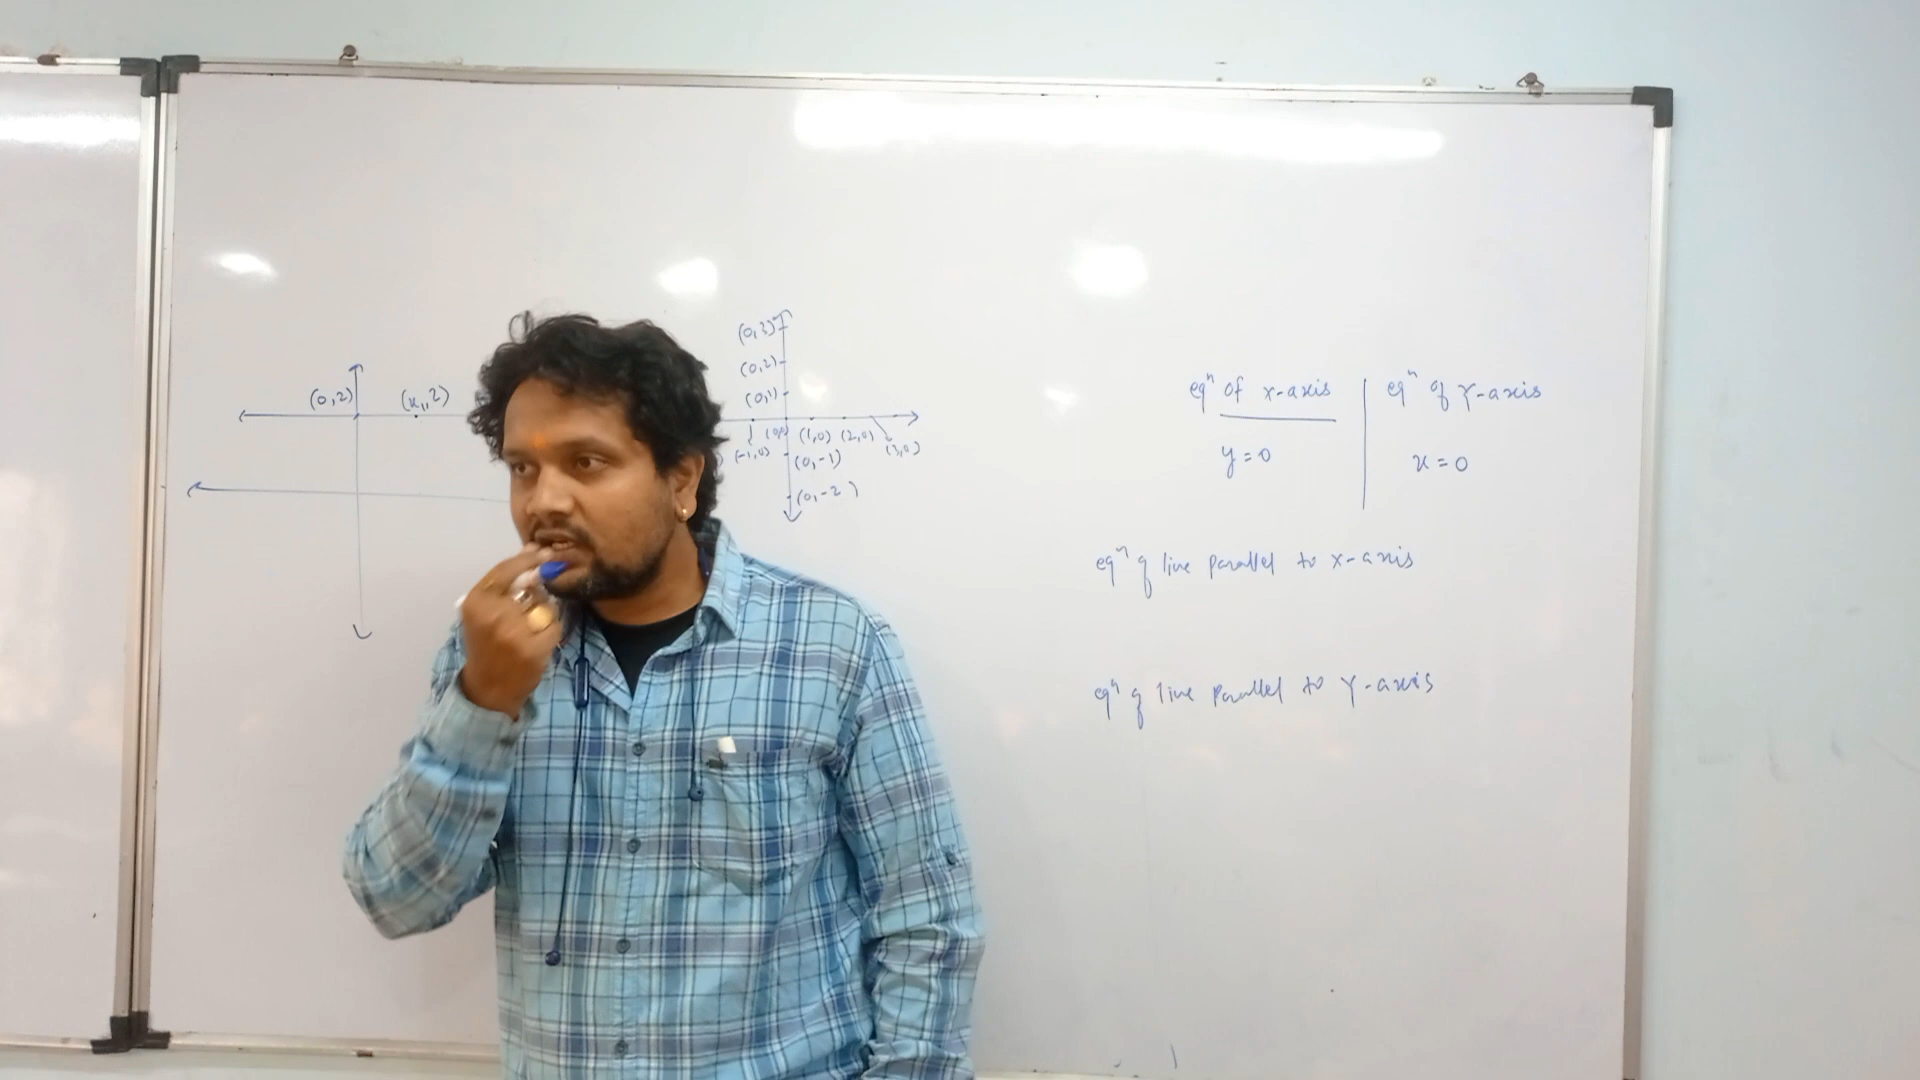 (0,2) (x₁,2)
(0,3)
(0,2)
(0,1)
(-1,0) (0,0) (1,0) (2,0) (3,0)
(0,-1)
(0,-2)
eqⁿ of x-axis
y=0
eqⁿ of Y-axis
x=0
eqⁿ of line parallel to x-axis
eqⁿ of line parallel to Y-axis